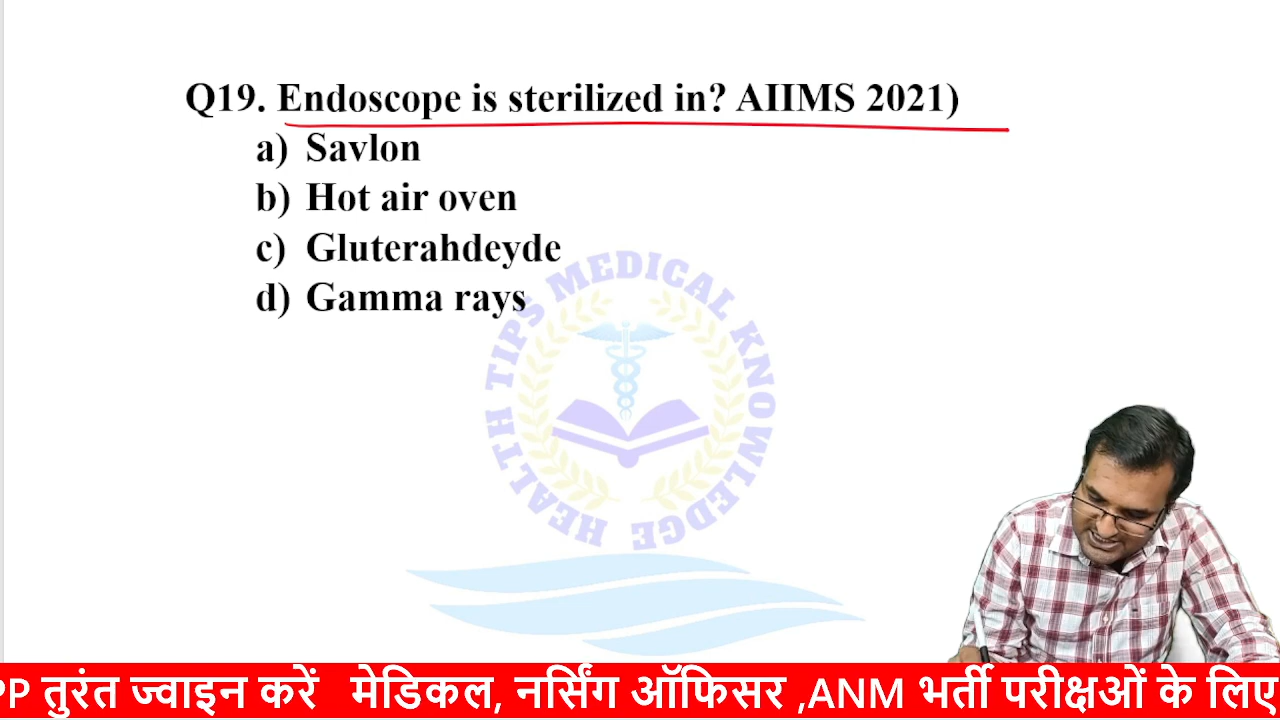 Q19. Endoscope is sterilized in? AIIMS 2021)
a) Savlon
b) Hot air oven
c) Gluterahdeyde
d) Gamma rays
HEALTH TIPS MEDICAL KNOWLEDGE
PP तुरंत ज्वाइन करें मेडिकल, नर्सिंग ऑफिसर ,ANM भर्ती परीक्षओं के लिए